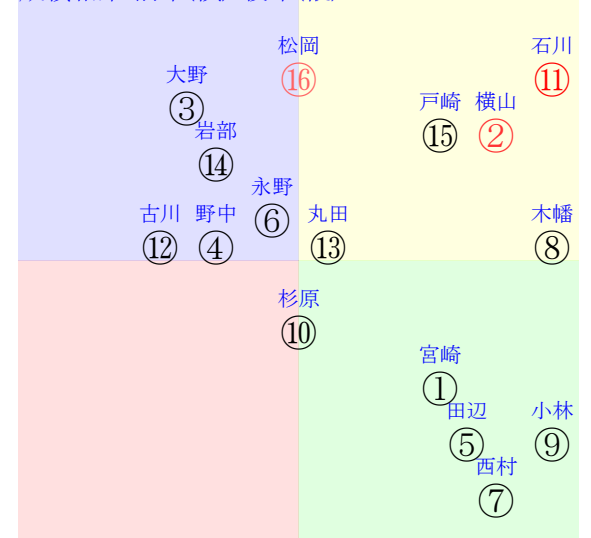 松岡
⑯
石川
⑪
大野
③
戸崎
⑮
横山
②
岩部
⑭
永野
⑥
古川
⑫
野中
④
丸田
⑬
木幡
⑧
杉原
⑩
宮崎
①
田辺
⑤
小林
⑨
西村
⑦